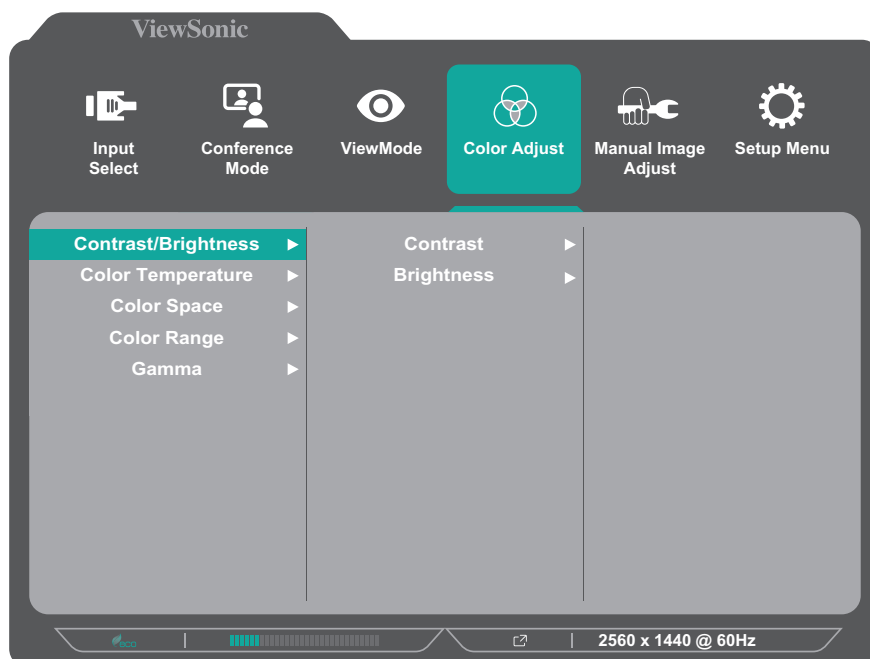 ViewSonic
Input
Select
Conference
Mode
ViewMode
Color Adjust
Manual Image
Adjust
Setup Menu
Contrast/Brightness
Color Temperature
Color Space
Color Range
Gamma
Contrast
Brightness
eco
2560 x 1440 @ 60Hz